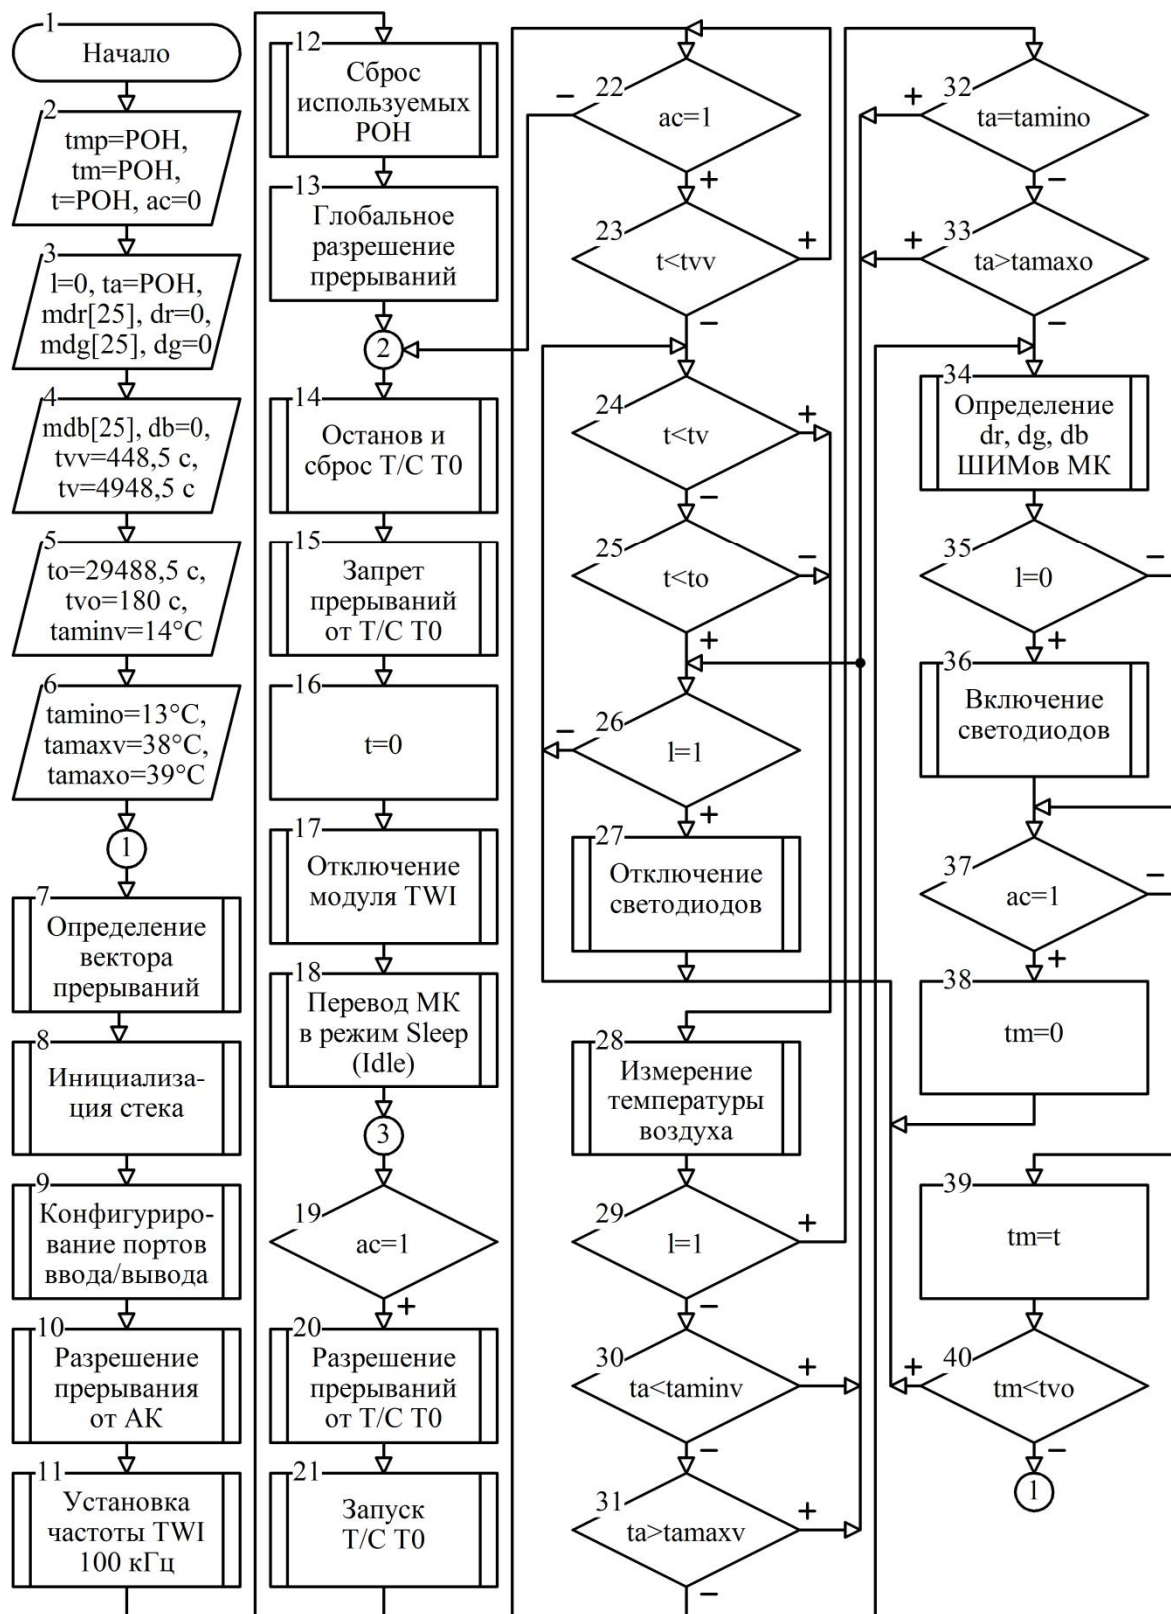 1
Начало
2
tmp=РОН,
tm=РОН,
t=РОН, ac=0
3
l=0, ta=РОН,
mdr[25], dr=0,
mdg[25], dg=0
4
mdb[25], db=0,
tvv=448,5 с,
tv=4948,5 с
5
to=29488,5 с,
tvo=180 с,
taminv=14°C
6
tamino=13°C,
tamaxv=38°C,
tamaxo=39°C
1
7
Определение
вектора
прерываний
8
Инициализа-
ция стека
9
Конфигуриро-
вание портов
ввода/вывода
10
Разрешение
прерывания
от АК
11
Установка
частоты TWI
100 кГц
12
Сброс
используемых
РОН
13
Глобальное
разрешение
прерываний
2
14
Останов и
сброс Т/С Т0
15
Запрет
прерываний
от Т/С Т0
16
t=0
17
Отключение
модуля TWI
18
Перевод МК
в режим Sleep
(Idle)
3
19
ac=1
+
20
Разрешение
прерываний
от Т/С Т0
21
Запуск
Т/С Т0
22
−
ac=1
+
23
t<tvv
+
−
24
t<tv
+
−
25
t<to
−
+
26
−
l=1
+
27
Отключение
светодиодов
28
Измерение
температуры
воздуха
29
l=1
+
−
30
ta<taminv
+
−
31
ta>tamaxv
+
−
32
+
ta=tamino
−
33
+
ta>tamaxo
−
34
Определение
dr, dg, db
ШИМов МК
35
l=0
−
+
36
Включение
светодиодов
37
ac=1
−
+
38
tm=0
39
tm=t
40
+
tm<tvo
−
1